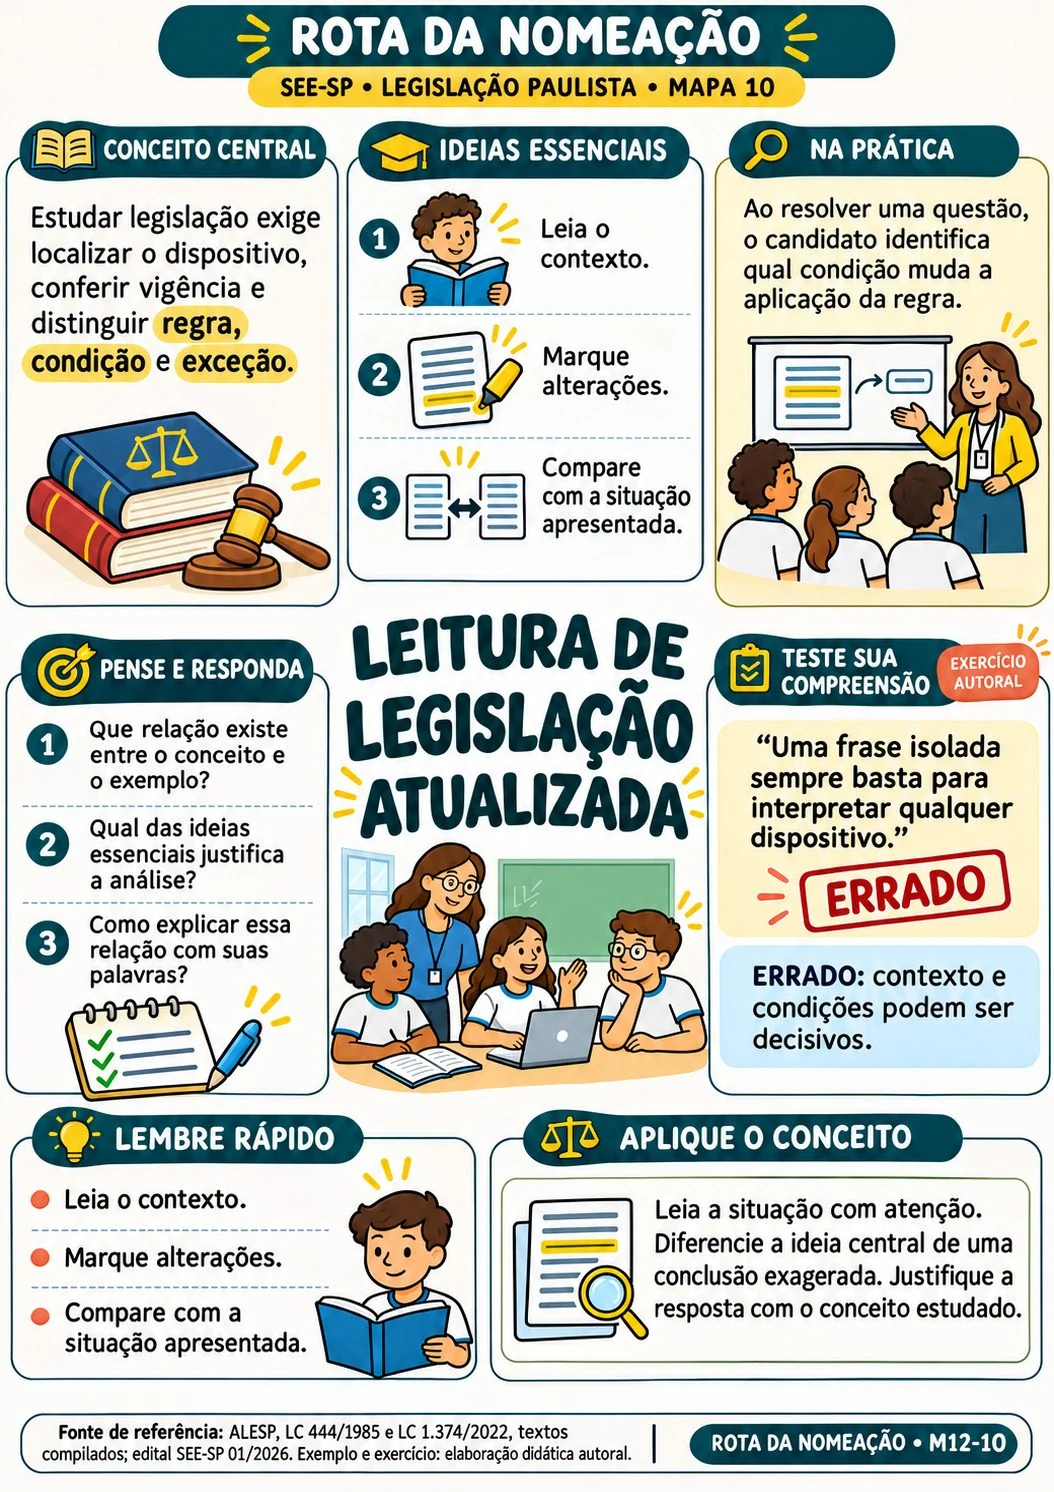 ROTA DA NOMEAÇÃO
SEE-SP • LEGISLAÇÃO PAULISTA • MAPA 10
CONCEITO CENTRAL
Estudar legislação exige
localizar o dispositivo,
conferir vigência e
distinguir regra,
condição e exceção.
IDEIAS ESSENCIAIS
1
Leia o
contexto.
2
Marque
alterações.
3
Compare
com a situação
apresentada.
NA PRÁTICA
Ao resolver uma questão,
o candidato identifica
qual condição muda a
aplicação da regra.
PENSE E RESPONDA
1
Que relação existe
entre o conceito e
o exemplo?
2
Qual das ideias
essenciais justifica
a análise?
3
Como explicar essa
relação com suas
palavras?
LEITURA DE
LEGISLAÇÃO
ATUALIZADA
TESTE SUA
COMPREENSÃO
EXERCÍCIO
AUTORAL
“Uma frase isolada
sempre basta para
interpretar qualquer
dispositivo.”
ERRADO
ERRADO: contexto e
condições podem ser
decisivos.
LEMBRE RÁPIDO
Leia o contexto.
Marque alterações.
Compare com a
situação apresentada.
APLIQUE O CONCEITO
Leia a situação com atenção.
Diferencie a ideia central de uma
conclusão exagerada. Justifique a
resposta com o conceito estudado.
Fonte de referência: ALESP, LC 444/1985 e LC 1.374/2022, textos
compilados; edital SEE-SP 01/2026. Exemplo e exercício: elaboração didática autoral.
ROTA DA NOMEAÇÃO • M12-10